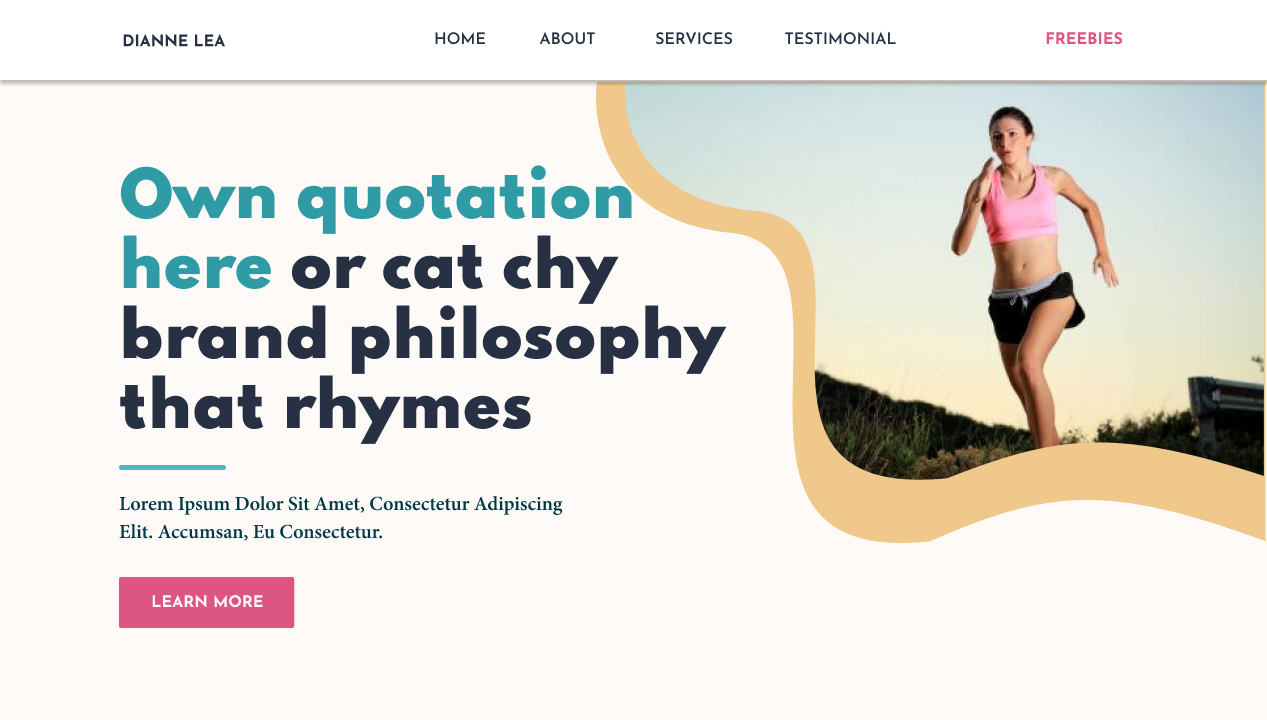 DIANNE LEA
HOME ABOUT SERVICES TESTIMONIAL FREEBIES
Own quotation
here or cat chy
brand philosophy
that rhymes
Lorem Ipsum Dolor Sit Amet, Consectetur Adipiscing
Elit. Accumsan, Eu Consectetur.
LEARN MORE